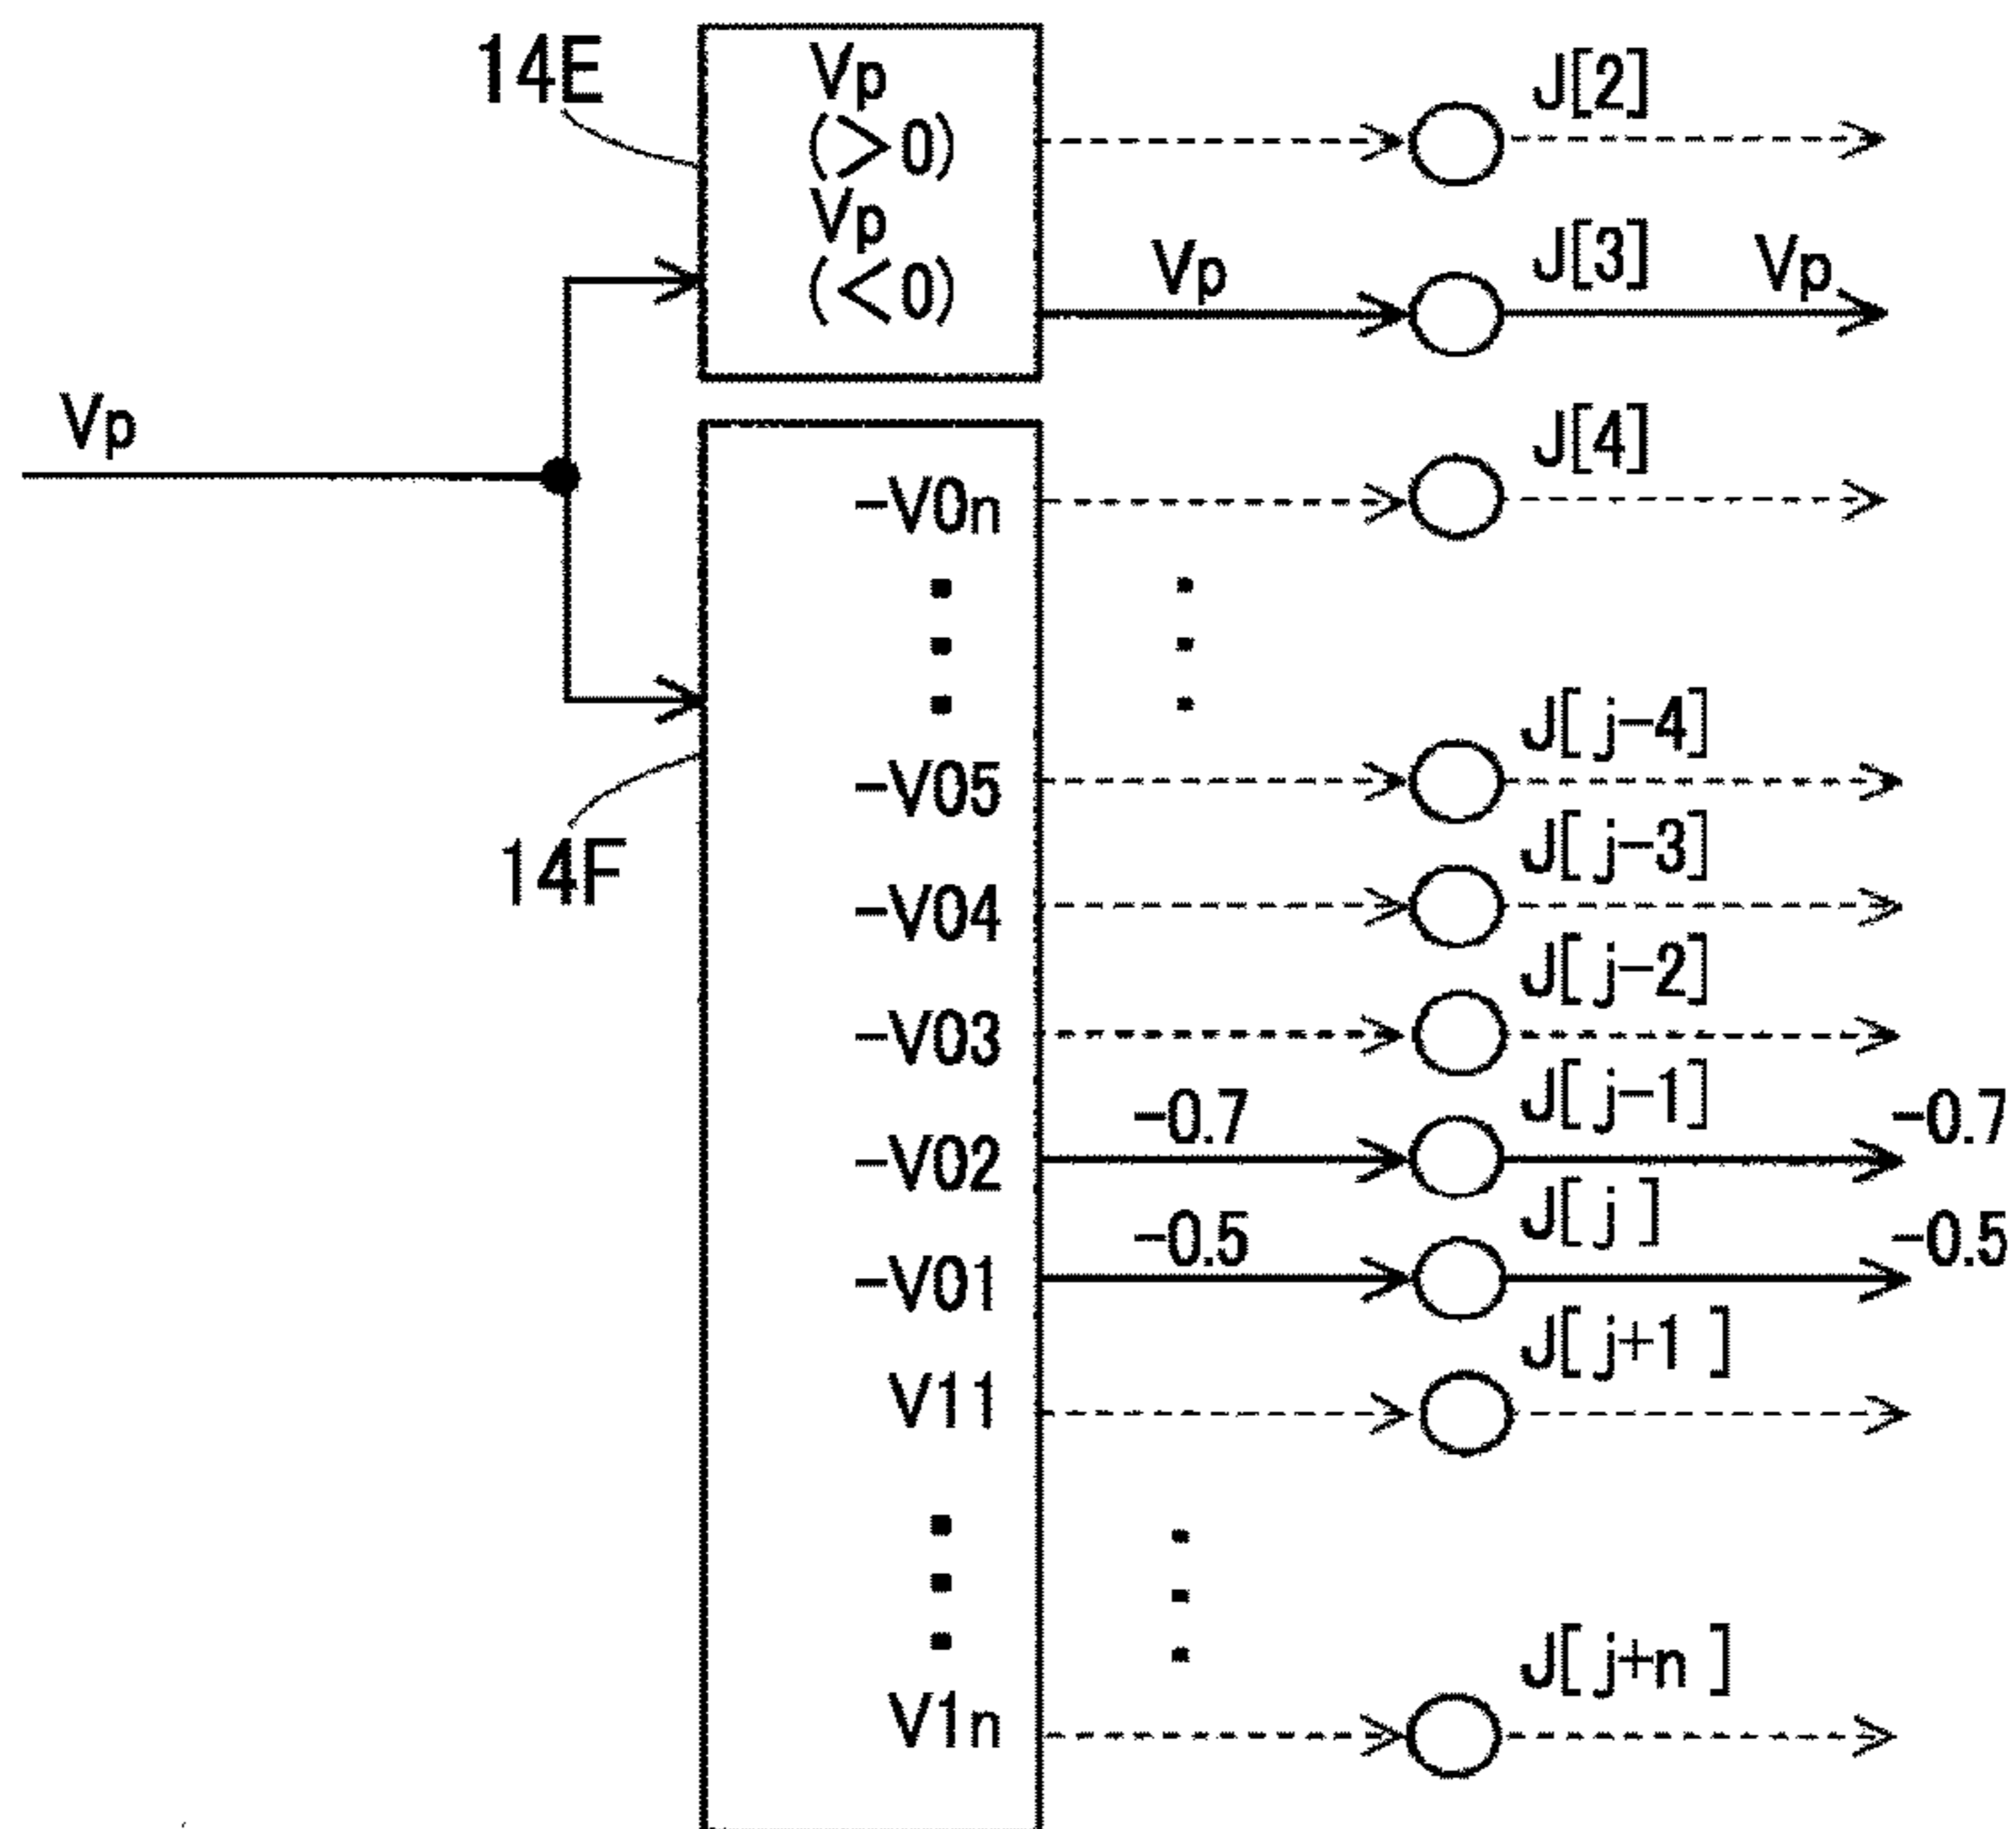 14E
Vp
(>0)
Vp
(<0)
J[2]
Vp
J[3]
Vp
Vp
J[4]
-V0n
J[j-4]
-V05
14F
J[j-3]
-V04
J[j-2]
-V03
J[j-1]
-0.7
-0.7
-V02
J[j]
-0.5
-0.5
-V01
J[j+1]
V11
J[j+n]
V1n